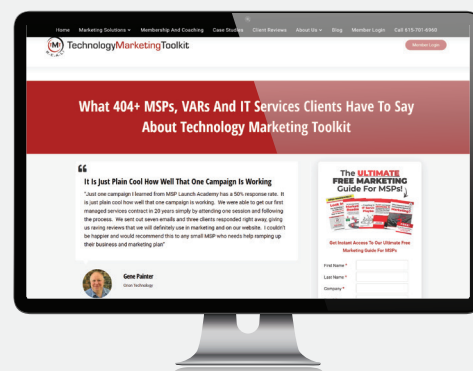 Home Marketing Solutions Membership And Coaching Case Studies Client Reviews About Us Blog Member Login Call 615-701-6960
TechnologyMarketingToolkit
Member Login
What 404+ MSPs, VARs And IT Services Clients Have To Say
About Technology Marketing Toolkit
It Is Just Plain Cool How Well That One Campaign Is Working
"Just one campaign I learned from MSP Launch Academy has a 50% response rate. It
is just plain cool how well that one campaign is working. We were able to get our first
managed services contract in 20 years simply by attending one session and following
the process. We sent out seven emails and three clients responded right away, giving
us raving reviews that we will definitely use in marketing and on our website. I couldn't
be happier and would recommend this to any small MSP who needs help ramping up
their business and marketing plan"
Gene Painter
Technology
The ULTIMATE
FREE MARKETING
Guide For MSPs!
Get Instant Access To Our Ultimate Free
Marketing Guide For MSPs
First Name *
Last Name *
Company *